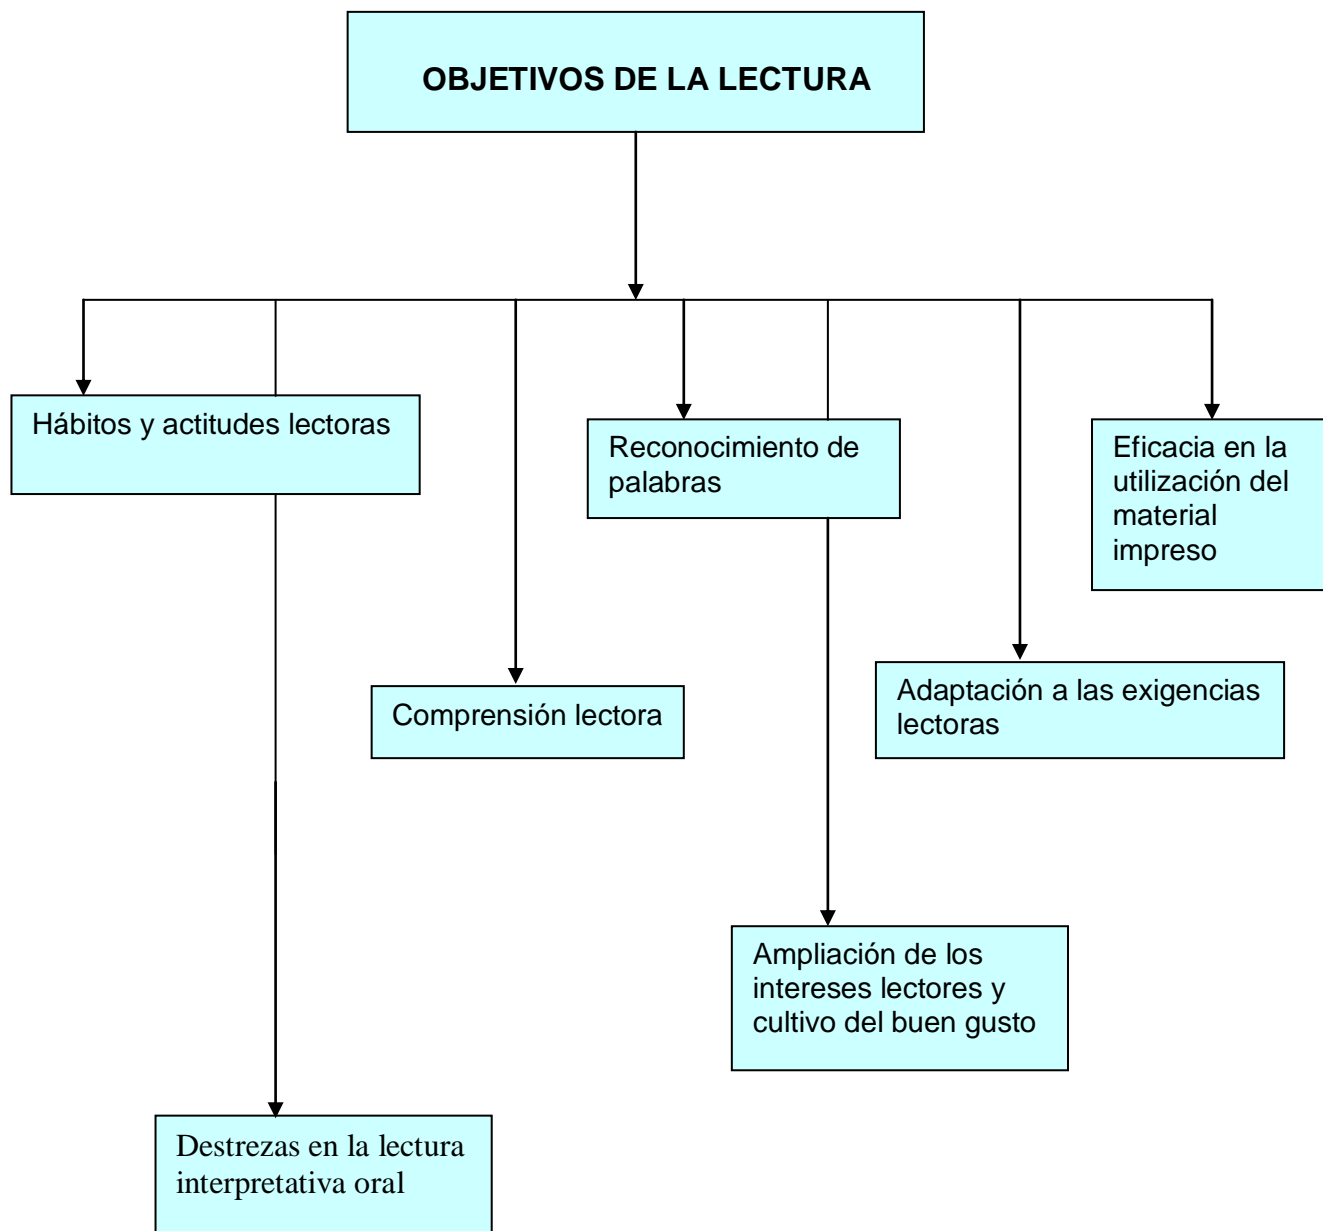 OBJETIVOS DE LA LECTURA
Hábitos y actitudes lectoras
Reconocimiento de
palabras
Eficacia en la
utilización del
material
impreso
Comprensión lectora
Adaptación a las exigencias
lectoras
Ampliación de los
intereses lectores y
cultivo del buen gusto
Destrezas en la lectura
interpretativa oral